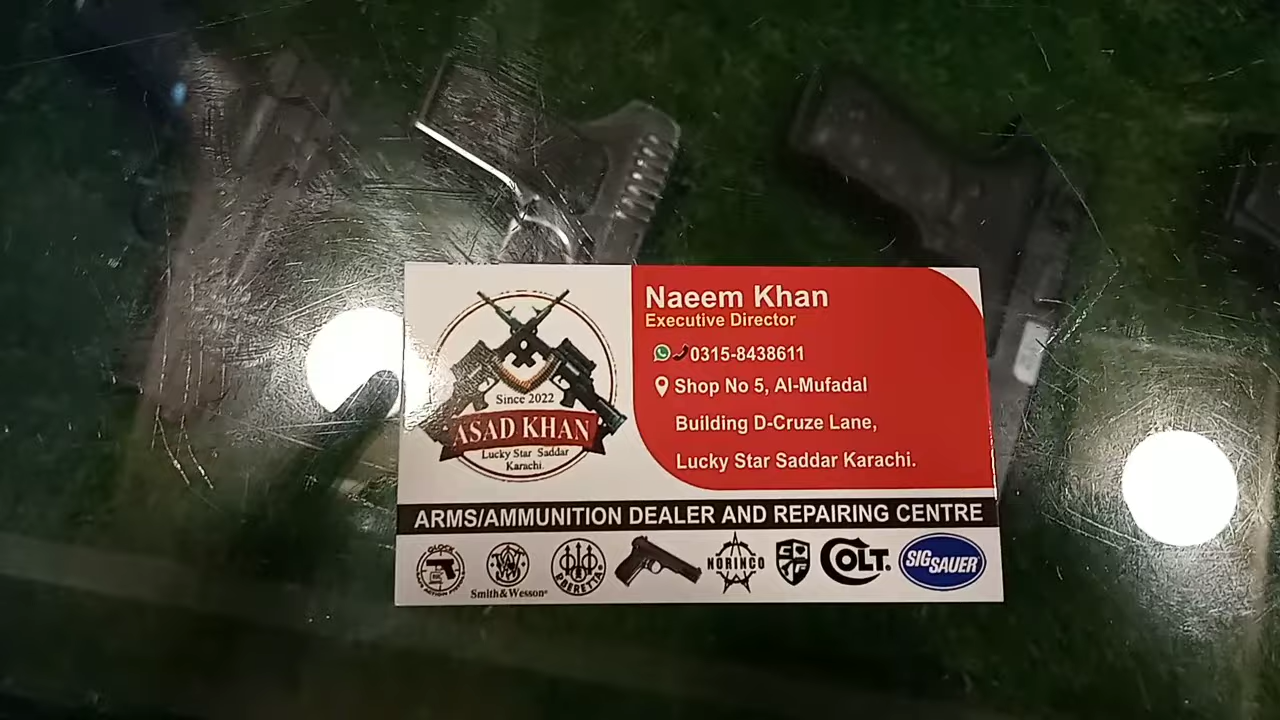 Naeem Khan
Executive Director
0315-8438611
Shop No 5, Al-Mufadal
Building D-Cruze Lane,
Lucky Star Saddar Karachi.
Since 2022
ASAD KHAN
Lucky Star Saddar
Karachi.
ARMS/AMMUNITION DEALER AND REPAIRING CENTRE
GLOCK
Smith&Wesson®
P.BERETTA
NORINCO
COLT.
SIG SAUER